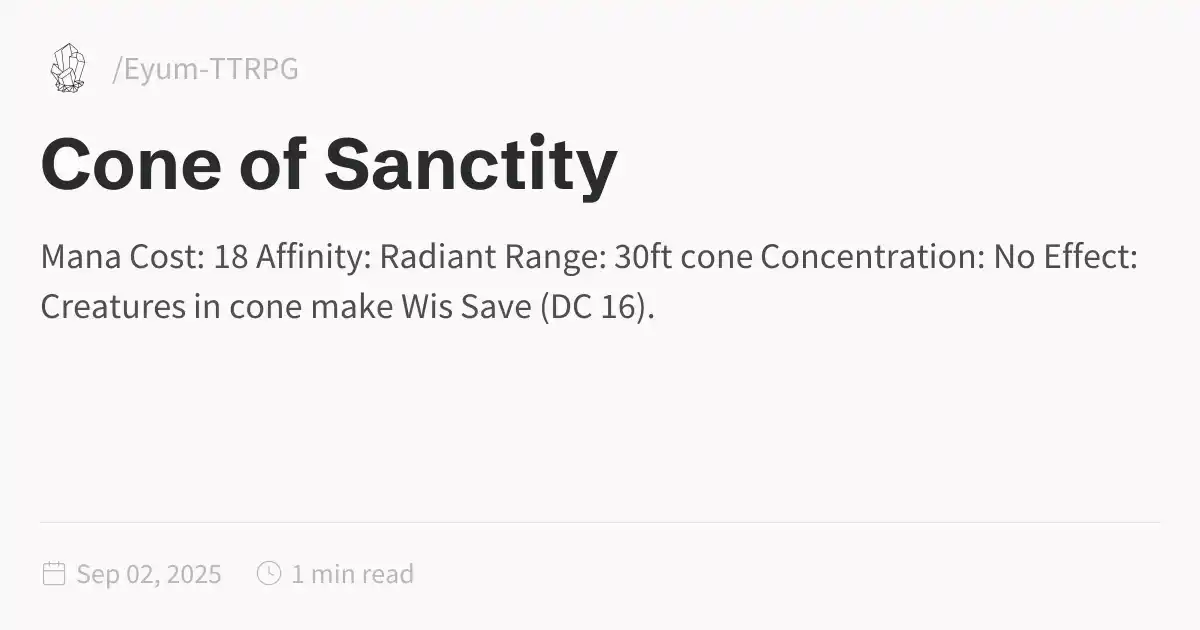 /Eyum-TTRPG
Cone of Sanctity
Mana Cost: 18 Affinity: Radiant Range: 30ft cone Concentration: No Effect:
Creatures in cone make Wis Save (DC 16).
Sep 02, 2025 1 min read